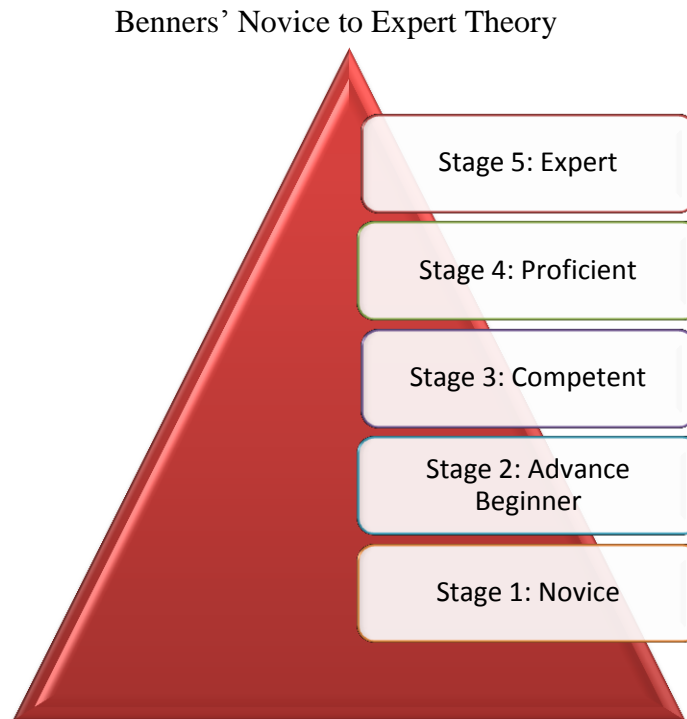 Benners’ Novice to Expert Theory
Stage 5: Expert
Stage 4: Proficient
Stage 3: Competent
Stage 2: Advance
Beginner
Stage 1: Novice